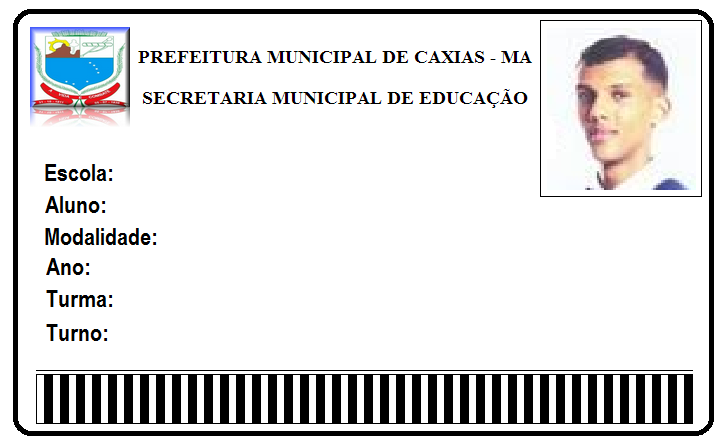 PREFEITURA MUNICIPAL DE CAXIAS - MA
SECRETARIA MUNICIPAL DE EDUCAÇÃO
Escola:
Aluno:
Modalidade:
Ano:
Turma:
Turno: